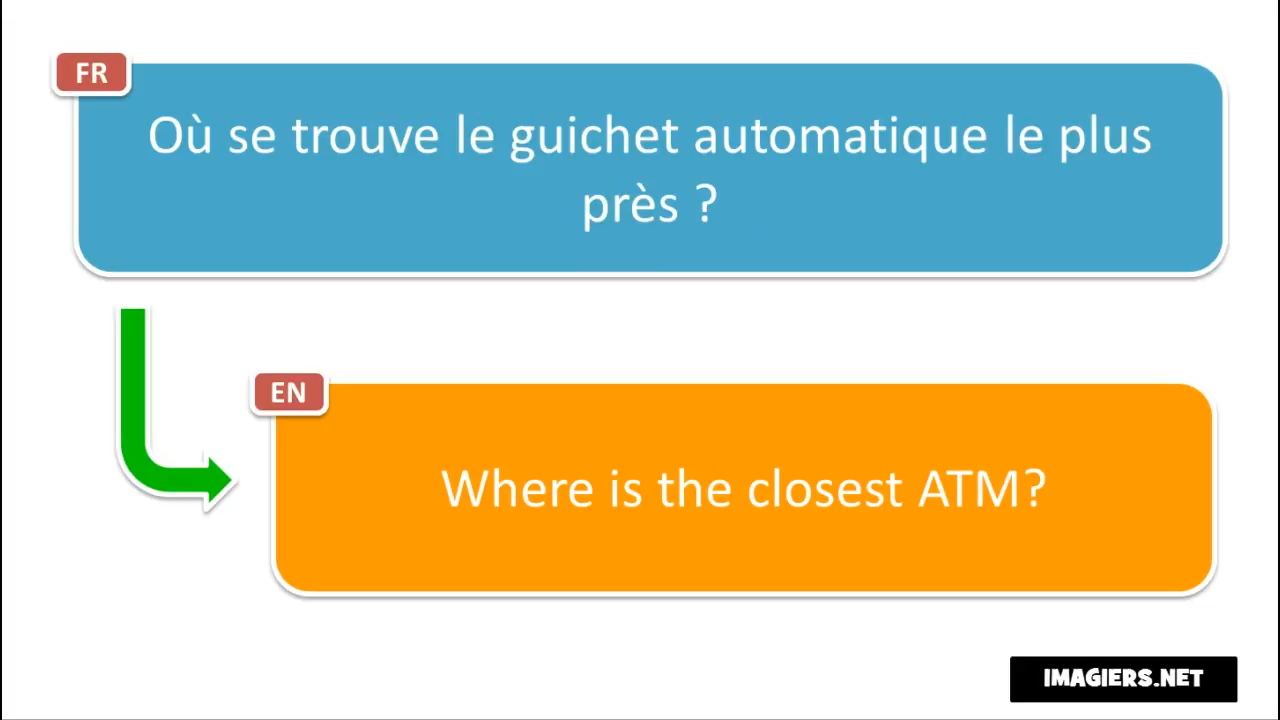 FR
Où se trouve le guichet automatique le plus
près ?
EN
Where is the closest ATM?
IMAGIERS.NET